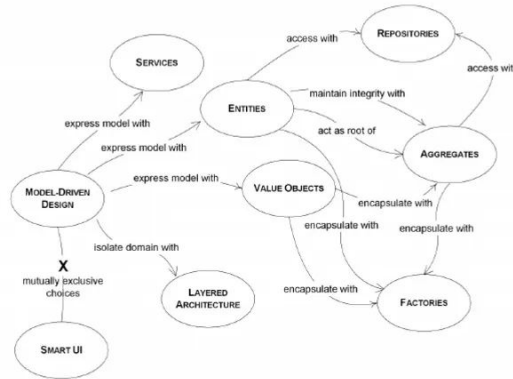 REPOSITORIES
access with
access with
SERVICES
ENTITIES
maintain integrity with
express model with
act as root of
express model with
AGGREGATES
MODEL-DRIVEN
DESIGN
express model with
VALUE OBJECTS
encapsulate with
encapsulate with
encapsulate with
isolate domain with
X
mutually exclusive
choices
LAYERED
ARCHITECTURE
encapsulate with
FACTORIES
SMART UI